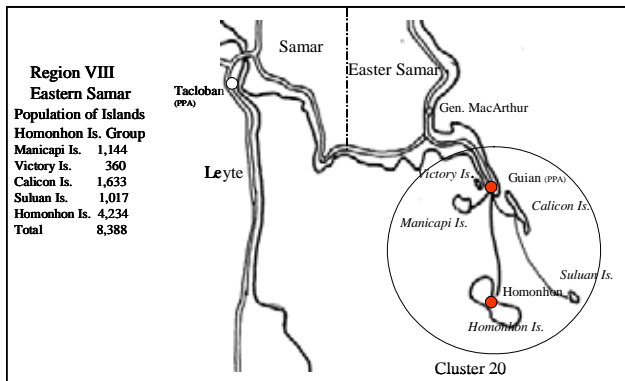 Region VIII
Eastern Samar
Population of Islands
Homonhon Is. Group
Manicapi Is. 1,144
Victory Is. 360
Calicon Is. 1,633
Suluan Is. 1,017
Homonhon Is. 4,234
Total 8,388
Samar
Easter Samar
Tacloban
(PPA)
Gen. MacArthur
Leyte
Victory Is.
Guian (PPA)
Calicon Is.
Manicapi Is.
Suluan Is.
Homonhon
Homonhon Is.
Cluster 20